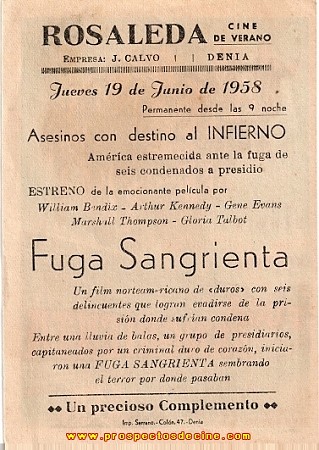 ROSALEDA CINE DE VERANO
EMPRESA: J. CALVO | | DENIA
Jueves 19 de Junio de 1958
Permanente desde las 9 noche
Asesinos con destino al INFIERNO
América estremecida ante la fuga de
seis condenados a presidio
ESTRENO de la emocionante película por
William Bendix - Arthur Kennedy - Gene Evans
Marshall Thompson - Gloria Talbot
Fuga Sangrienta
Un film norteam-ricano de «duros» con seis
delincuentes que logran evadirse de la pri-
sión donde sufrían condena
Entre una lluvia de balas, un grupo de presidiarios,
capitaneados por un criminal duro de corazón, inicia-
ron una FUGA SANGRIENTA sembrando
el terror por donde pasaban
Un precioso Complemento
Imp. Serrano.-Colón, 47.-Denia
www.prospectosdecine.com